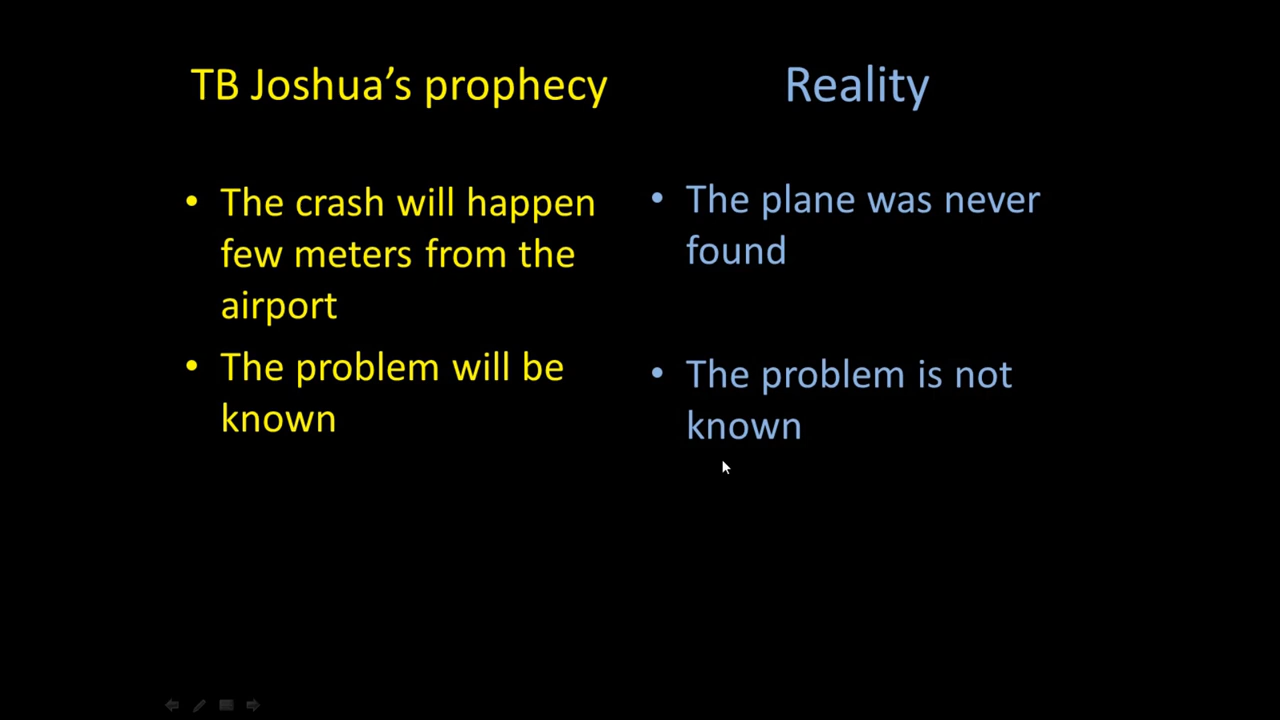 TB Joshua’s prophecy
• The crash will happen
few meters from the
airport
• The problem will be
known
Reality
• The plane was never
found
• The problem is not
known